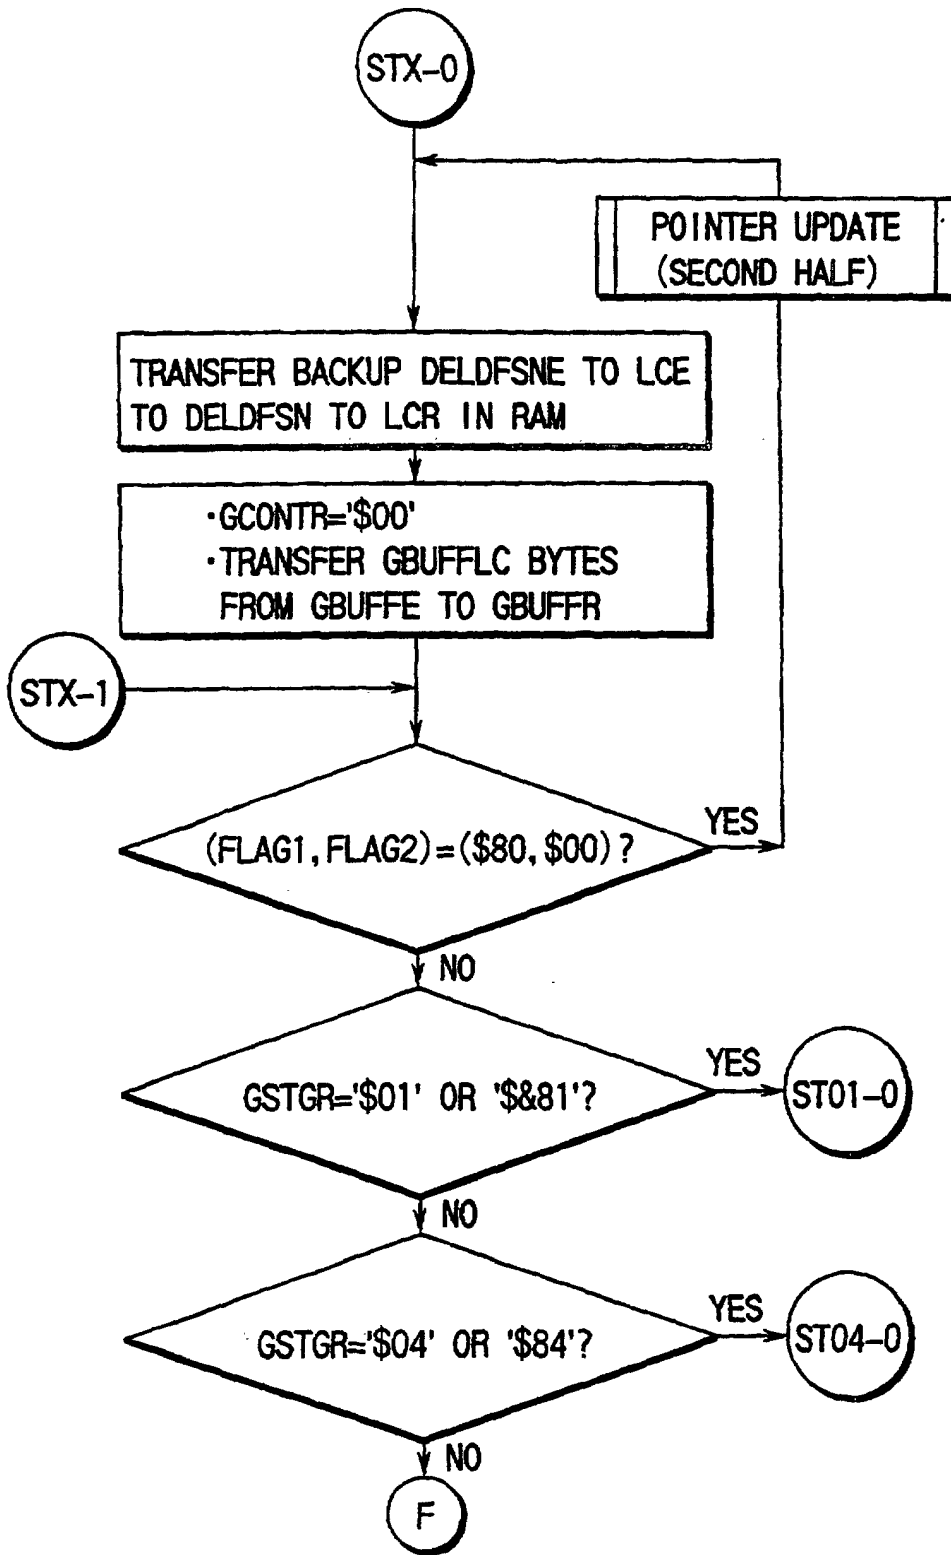 STX-0
POINTER UPDATE
(SECOND HALF)
TRANSFER BACKUP DELDFSNE TO LCE
TO DELDFSN TO LCR IN RAM
·GCONTR='$00'
·TRANSFER GBUFFLC BYTES
FROM GBUFFE TO GBUFFR
STX-1
(FLAG1,FLAG2)=($80,$00)?
YES
NO
GSTGR='$01' OR '$&81'?
YES
ST01-0
NO
GSTGR='$04' OR '$84'?
YES
ST04-0
NO
F